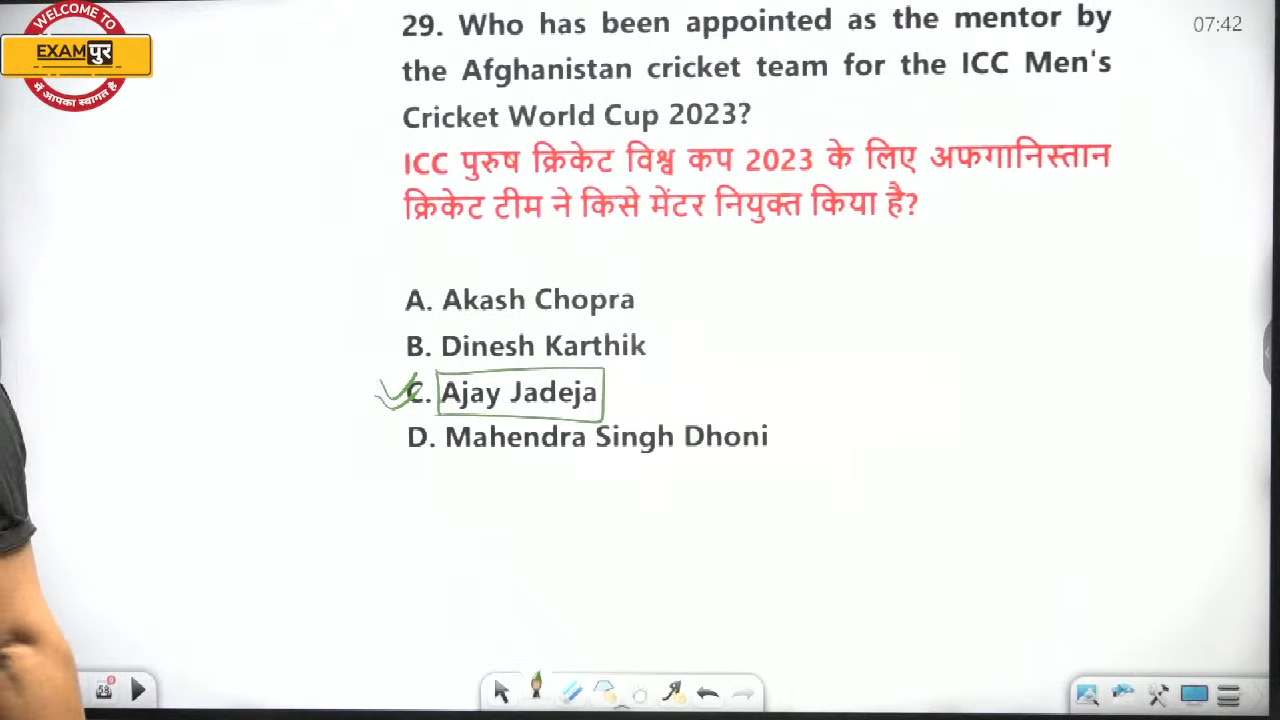 WELCOME TO
EXAMपुर
में आपका स्वागत है
07:42
29. Who has been appointed as the mentor by
the Afghanistan cricket team for the ICC Men's
Cricket World Cup 2023?
ICC पुरुष क्रिकेट विश्व कप 2023 के लिए अफगानिस्तान
क्रिकेट टीम ने किसे मेंटर नियुक्त किया है?
A. Akash Chopra
B. Dinesh Karthik
C. Ajay Jadeja
D. Mahendra Singh Dhoni